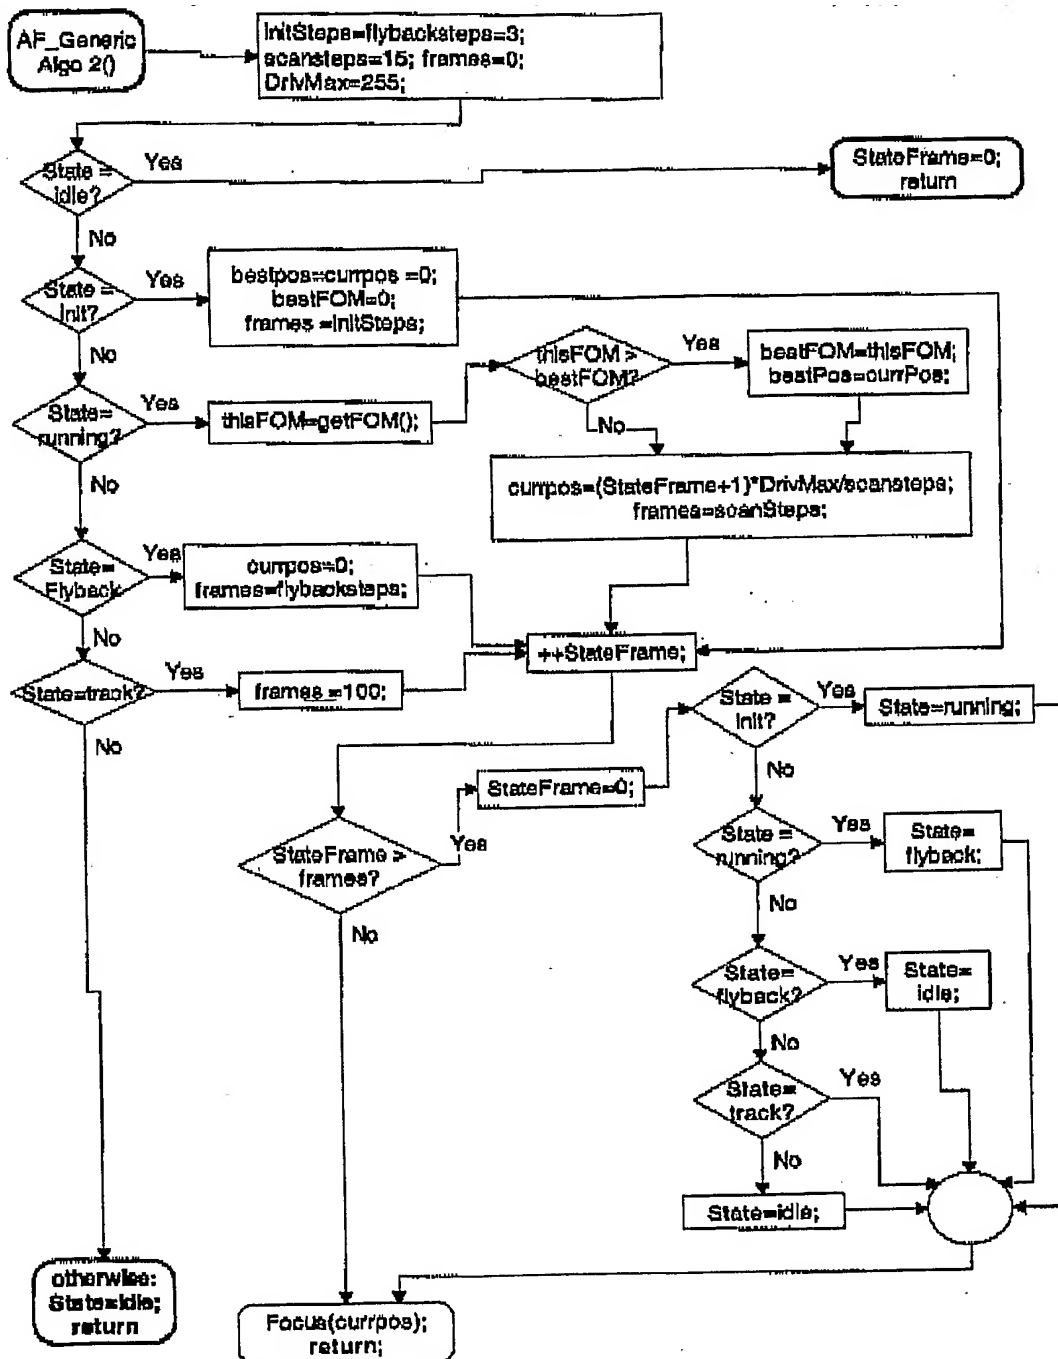 AF_Generic
Algo 2()
InitSteps=flybacksteps=3;
scansteps=15; frames=0;
DrivMax=255;
State =
idle?
Yes
StateFrame=0;
return
No
State =
Init?
Yes
bestpos=currpos =0;
bestFOM=0;
frames =InitSteps;
No
thisFOM >
bestFOM?
Yes
bestFOM=thisFOM;
bestPos=currPos;
No
State=
running?
Yes
thisFOM=getFOM();
No
currpos=(StateFrame+1)*DrivMax/scansteps;
frames=scanSteps;
State=
Flyback
Yes
currpos=0;
frames=flybacksteps;
No
++StateFrame;
State=track?
Yes
frames =100;
No
State =
Init?
Yes
State=running;
No
StateFrame=0;
StateFrame >
frames?
Yes
No
State =
running?
Yes
State=
flyback;
No
State=
flyback?
Yes
State=
idle;
No
State=
track?
Yes
No
State=idle;
otherwise:
State=idle;
return
Focus(currpos);
return;